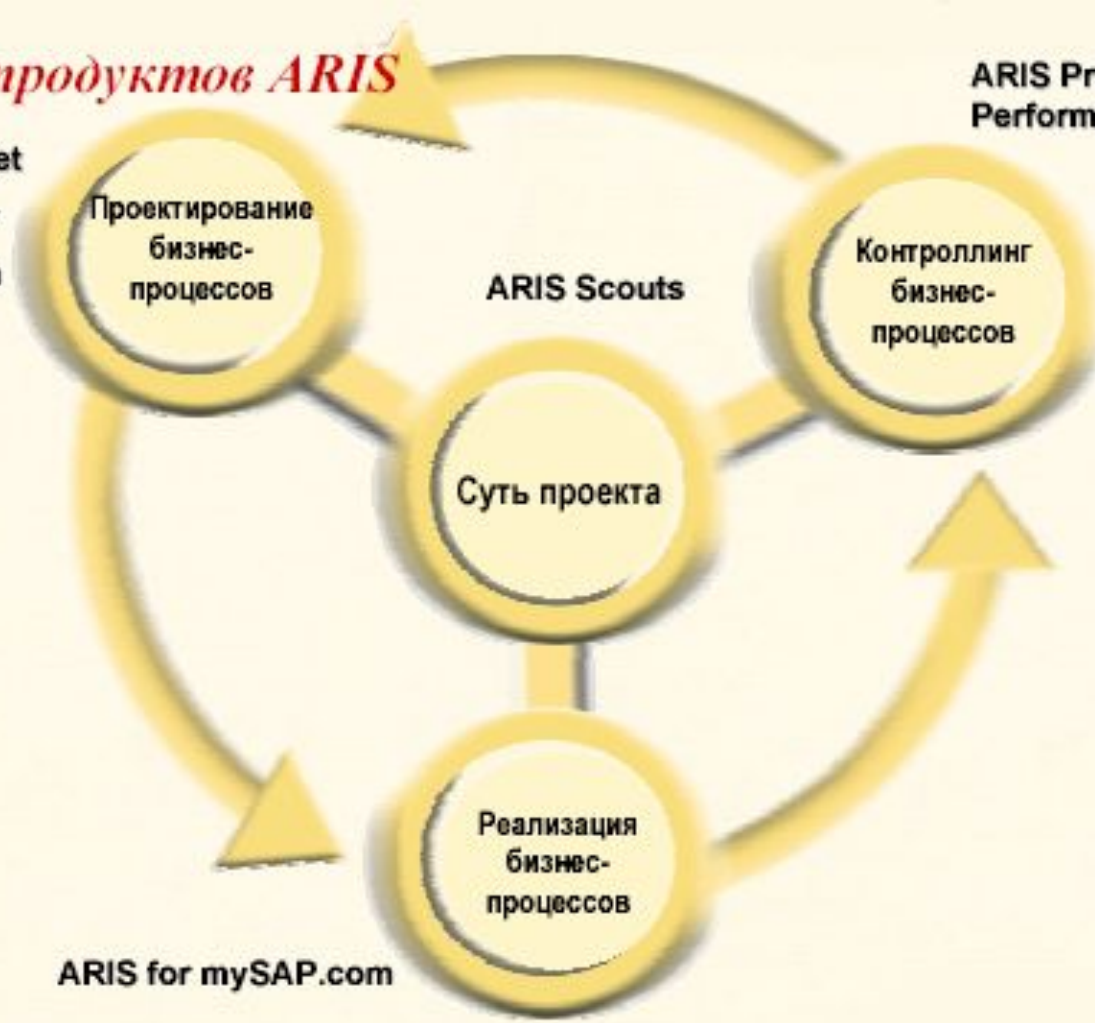 продуктов ARIS
ARIS Pr
Perform
et
Проектирование
бизнес-
процессов
ARIS Scouts
Контроллинг
бизнес-
процессов
Суть проекта
Реализация
бизнес-
процессов
ARIS for mySAP.com